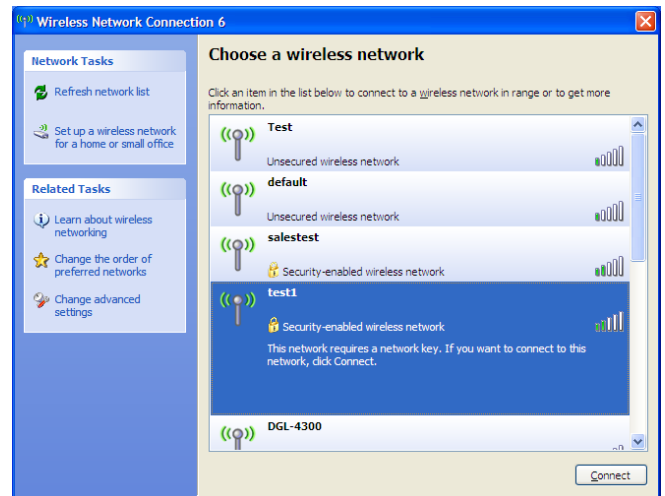 Wireless Network Connection 6
Network Tasks
Refresh network list
Set up a wireless network
for a home or small office
Related Tasks
Learn about wireless
networking
Change the order of
preferred networks
Change advanced
settings
Choose a wireless network
Click an item in the list below to connect to a wireless network in range or to get more
information.
Test
Unsecured wireless network
default
Unsecured wireless network
salestest
Security-enabled wireless network
test1
Security-enabled wireless network
This network requires a network key. If you want to connect to this
network, click Connect.
DGL-4300
Connect